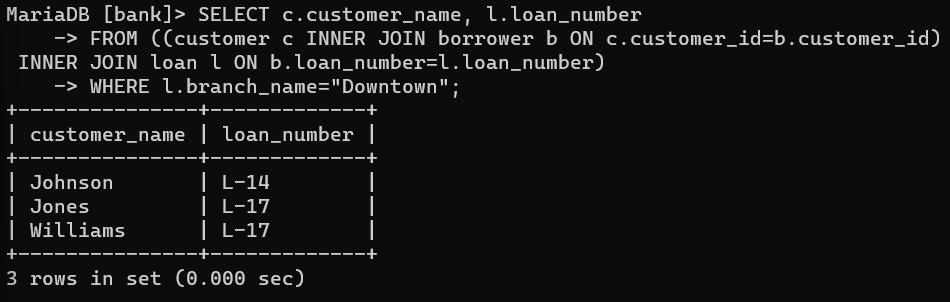 MariaDB [bank]> SELECT c.customer_name, l.loan_number
    -> FROM ((customer c INNER JOIN borrower b ON c.customer_id=b.customer_id)
 INNER JOIN loan l ON b.loan_number=l.loan_number)
    -> WHERE l.branch_name="Downtown";
+---------------+-------------+
| customer_name | loan_number |
+---------------+-------------+
| Johnson       | L-14        |
| Jones         | L-17        |
| Williams      | L-17        |
+---------------+-------------+
3 rows in set (0.000 sec)